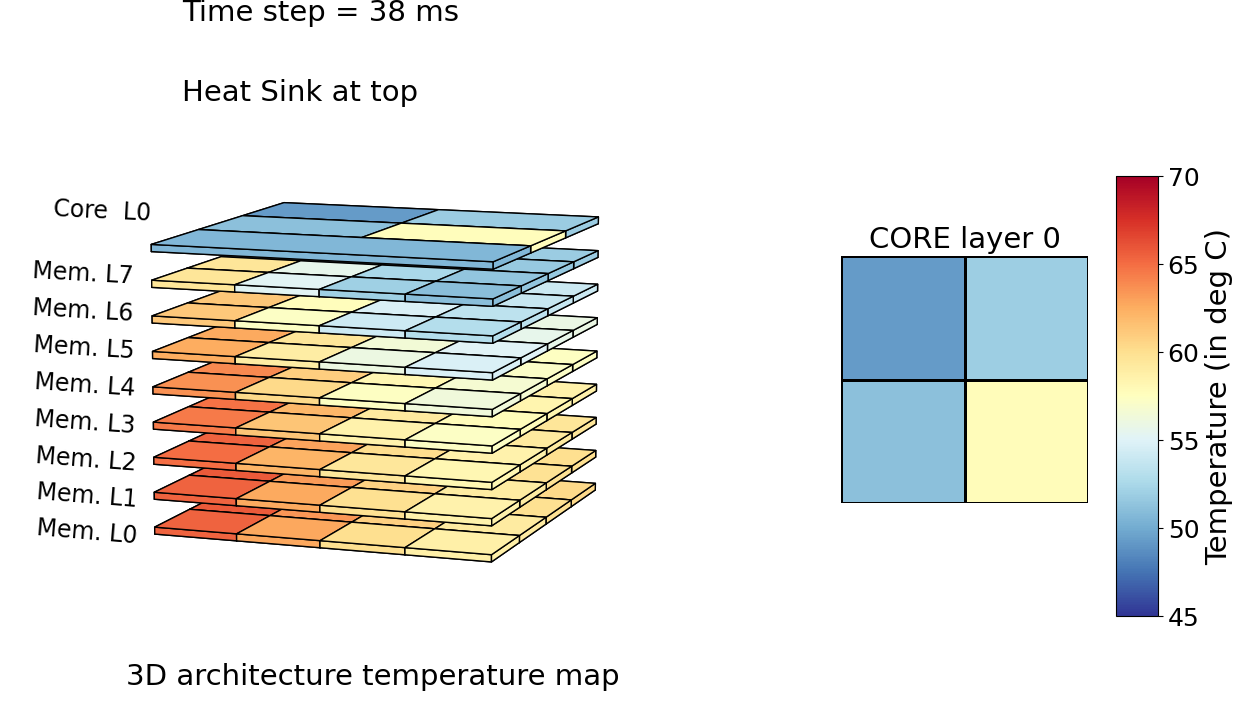 Time step = 38 ms
Heat Sink at top
Core  L0
Mem. L7
Mem. L6
Mem. L5
Mem. L4
Mem. L3
Mem. L2
Mem. L1
Mem. L0
3D architecture temperature map
CORE layer 0
70
65
60
55
50
45
Temperature (in deg C)